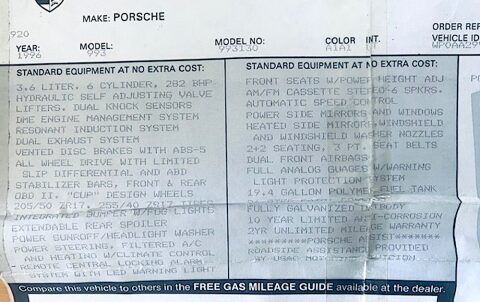 MAKE: PORSCHE
920
ORDER REF
YEAR:
MODEL:
MODEL NO:
COLOR
INT
VEHICLE ID
1996
993
993130
A1A1
WP0AA29
STANDARD EQUIPMENT AT NO EXTRA COST:
3.6 LITER, 6 CYLINDER, 282 BHP
HYDRAULIC SELF ADJUSTING VALVE
LIFTERS, DUAL KNOCK SENSORS
DME ENGINE MANAGEMENT SYSTEM
RESONANT INDUCTION SYSTEM
DUAL EXHAUST SYSTEM
VENTED DISC BRAKES WITH ABS-5
ALL WHEEL DRIVE WITH LIMITED
SLIP DIFFERENTIAL AND ABD
STABILIZER BARS, FRONT & REAR
OBD II, "CUP" DESIGN WHEELS
205/50 ZR17, 255/40 ZR17 TIRES
INTEGRATED BUMPER W/FOG LIGHTS
EXTENDABLE REAR SPOILER
POWER SUNROOF/HEADLIGHT WASHER
POWER STEERING, FILTERED A/C
AND HEATING W/CLIMATE CONTROL
REMOTE CENTRAL LOCKING ALARM
SYSTEM WITH LED WARNING LIGHT
STANDARD EQUIPMENT AT NO EXTRA COST:
FRONT SEATS W/POWER HEIGHT ADJ
AM/FM CASSETTE STEREO-6 SPKRS.
AUTOMATIC SPEED CONTROL
POWER SIDE MIRRORS AND WINDOWS
HEATED SIDE MIRRORS, WINDSHIELD
AND WINDSHIELD WASHER NOZZLES
2+2 SEATING, 3 PT. SEAT BELTS
DUAL FRONT AIRBAGS
FULL ANALOG GUAGES W/WARNING
LIGHT PROTECTION SYSTEM
19.4 GALLON POLYMER FUEL TANK
FULLY GALVANIZED BODY
10 YEAR LIMITED ANTI-CORROSION
2YR UNLIMITED MILEAGE WARRANTY
*********PORSCHE ASSIST********
ROADSIDE ASSISTANCE PROVIDED
BY USAC MOTORING DIVISION
Compare this vehicle to others in the FREE GAS MILEAGE GUIDE available at the dealer.